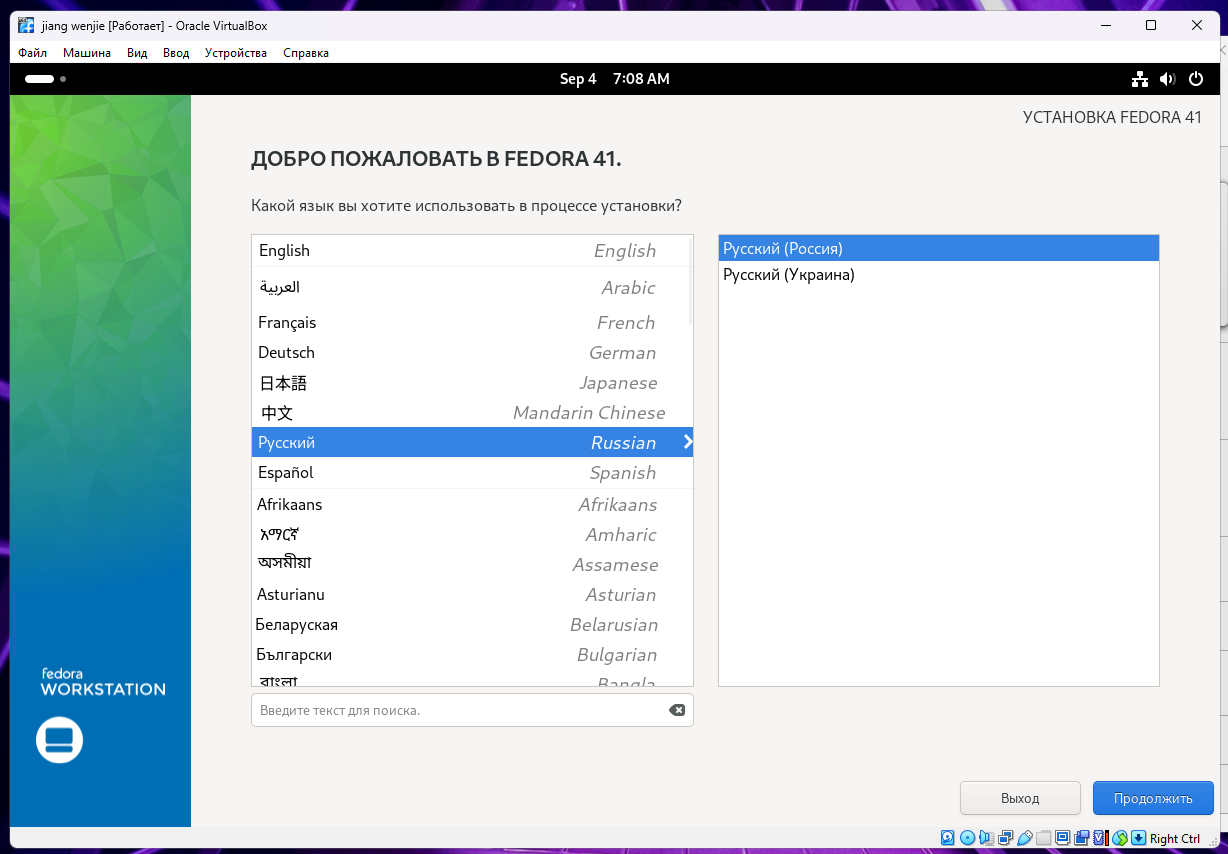 jiang wenjie [Работает] - Oracle VirtualBox
Файл Машина Вид Ввод Устройства Справка
Sep 4 7:08 AM
УСТАНОВКА FEDORA 41
ДОБРО ПОЖАЛОВАТЬ В FEDORA 41.
Какой язык вы хотите использовать в процессе установки?
English English
العربية Arabic
Français French
Deutsch German
日本語 Japanese
中文 Mandarin Chinese
Русский Russian
Español Spanish
Afrikaans Afrikaans
አማርኛ Amharic
অসমীয়া Assamese
Asturianu Asturian
Беларуская Belarusian
Български Bulgarian
বাংলা Bangla
Русский (Россия)
Русский (Украина)
Введите текст для поиска.
fedora
WORKSTATION
Выход Продолжить
Right Ctrl